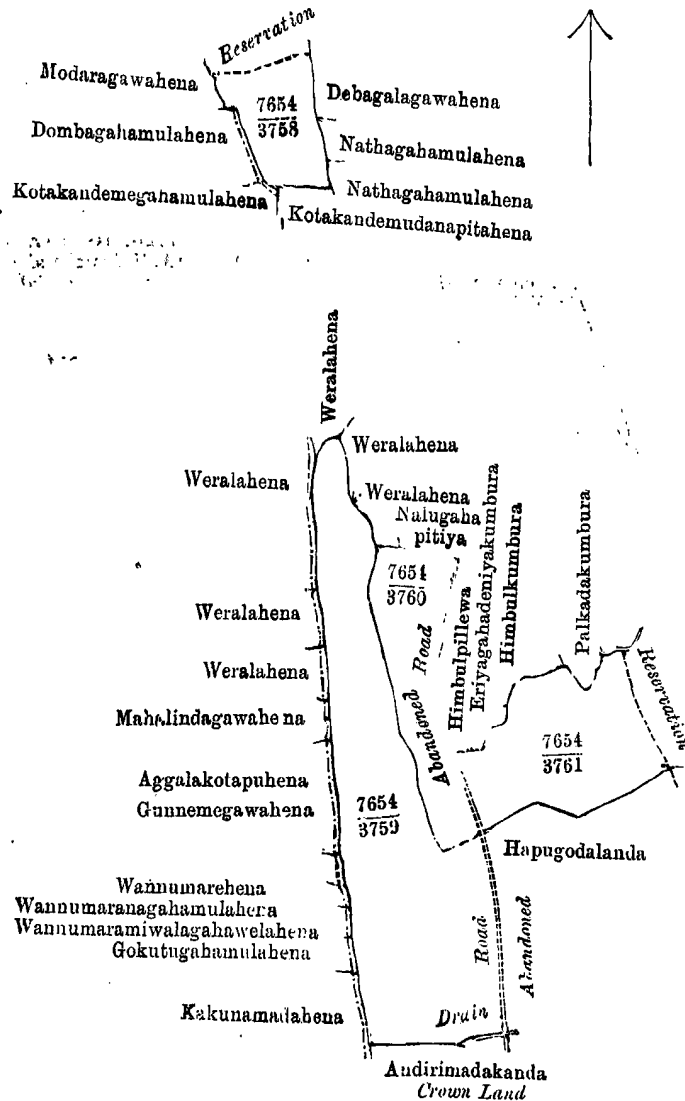 Reservation
Modaragawahena
7654
3758
Debagalagawahena
Dombagahamulahena
Nathagahamulahena
Kotakandemegahamulahena
Nathagahamulahena
Kotakandemudanapitahena
Weralahena
Weralahena
Weralahena
Weralahena
Nalugaha
pitiya
7654
3760
Abandoned Road
Himbulpillewa
Eriyagahadeniyakumbura
Himbulkumbura
Palkadakumbura
Reservation
Weralahena
Weralahena
Mahalindagawahena
7654
3761
Aggalakotapuhena
Gunnemegawahena
7654
3759
Hapugodalanda
Wannumarehena
Wannumaranagahamulahena
Wannumaramiwalagahawelahena
Gokutugahamulahena
Road
Abandoned
Kakunamadahena
Drain
Andirimadakanda
Crown Land